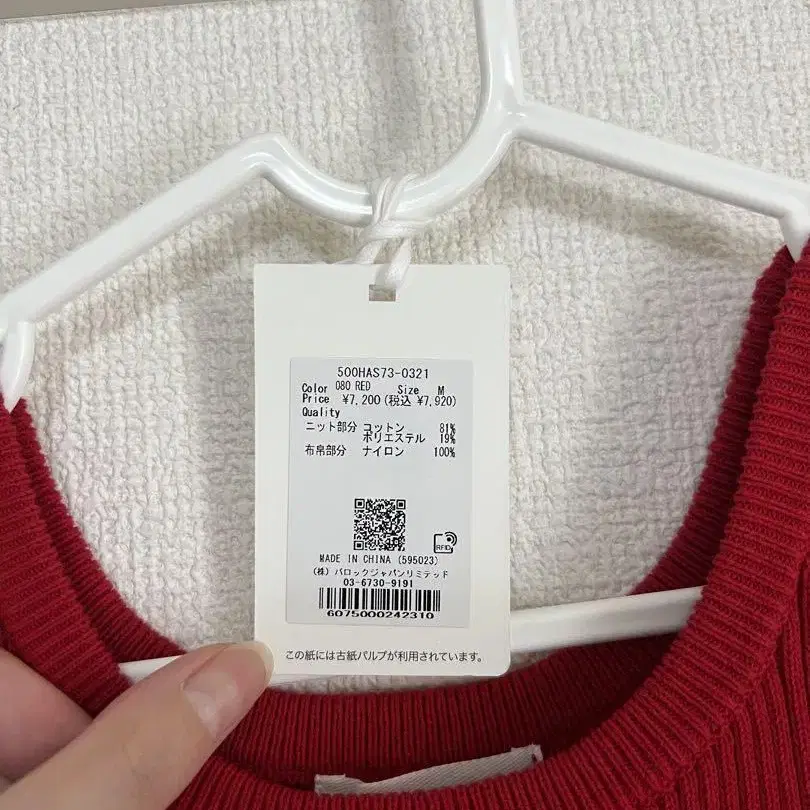 500HAS73-0321
Color 080 RED Size M
Price ¥7,200(税込 ¥7,920)
Quality
ニット部分 コットン 81%
ポリエステル 19%
布帛部分 ナイロン 100%
RFID
MADE IN CHINA (595023)
(株) バロックジャパンリミテッド
03-6730-9191
6075000242310
この紙には古紙パルプが利用されています。